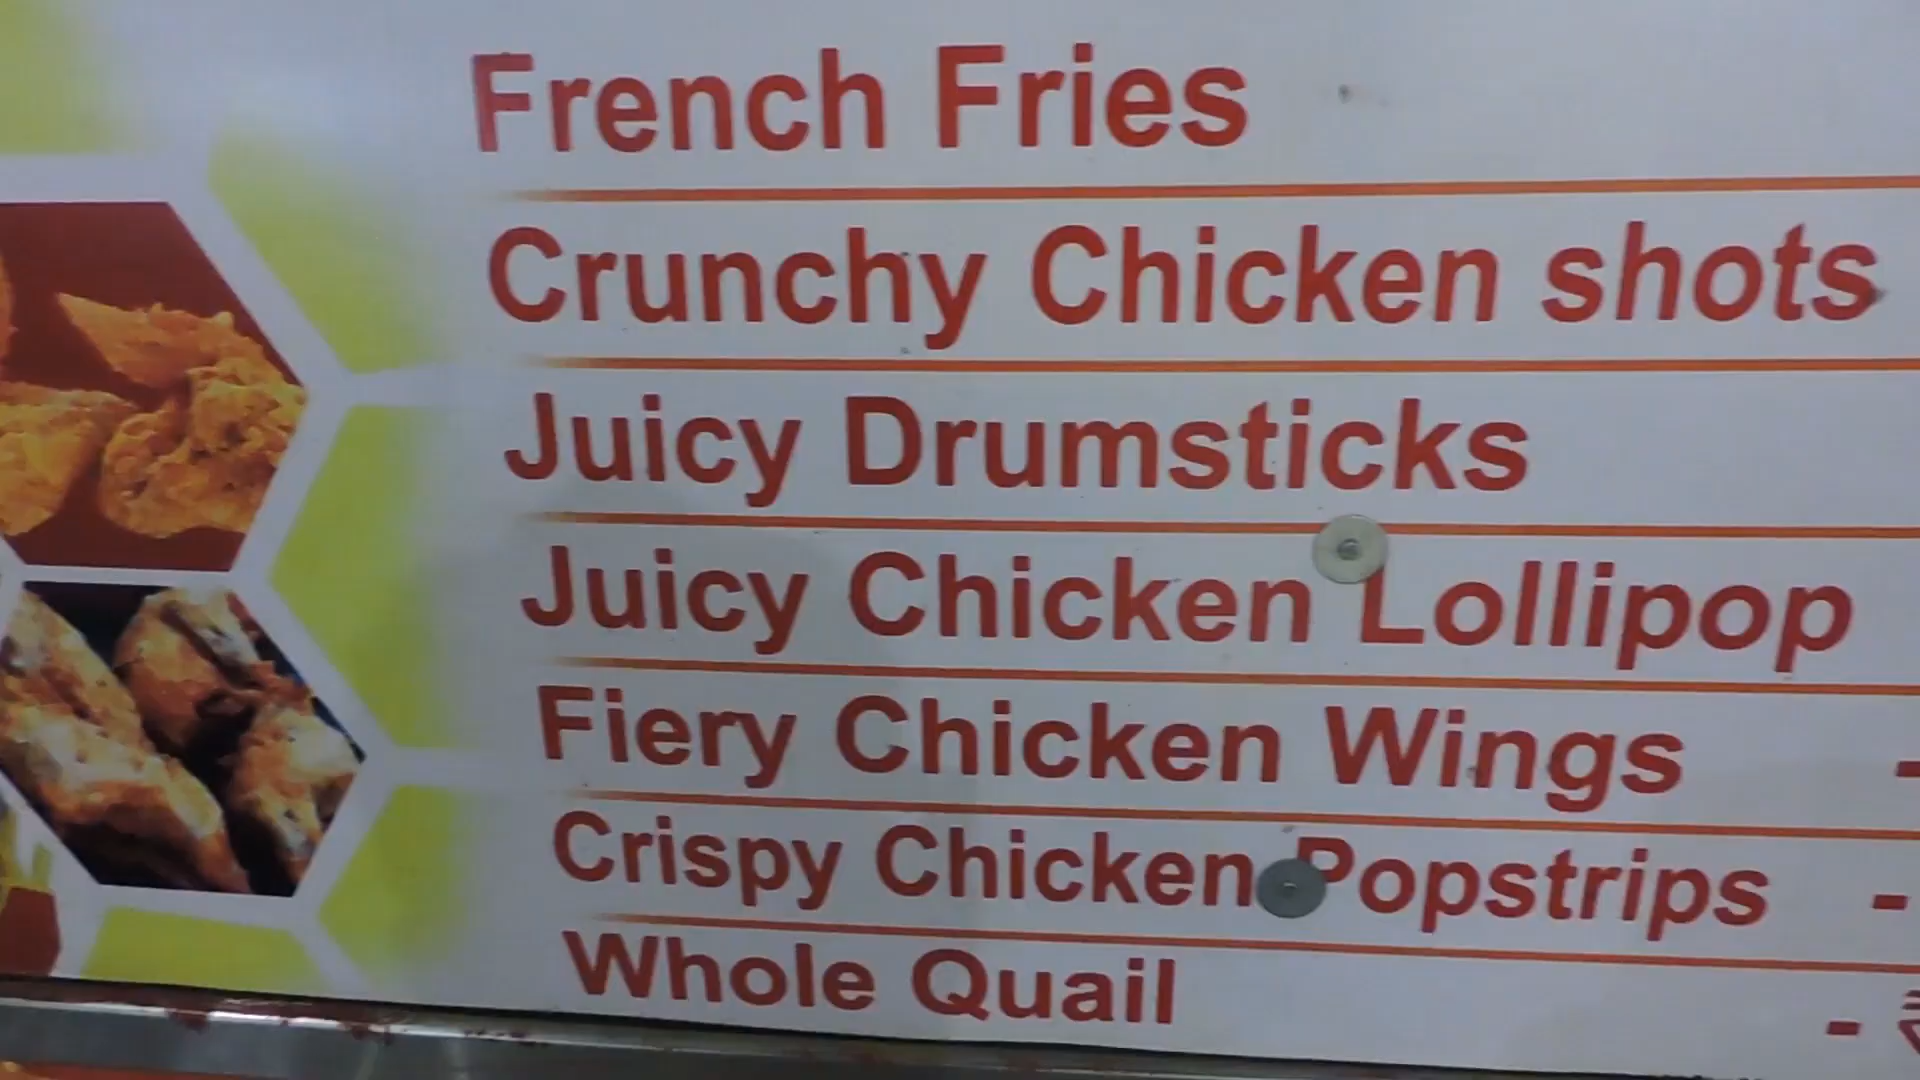 French Fries
Crunchy Chicken shots
Juicy Drumsticks
Juicy Chicken Lollipop
Fiery Chicken Wings -
Crispy Chicken Popstrips -
Whole Quail -